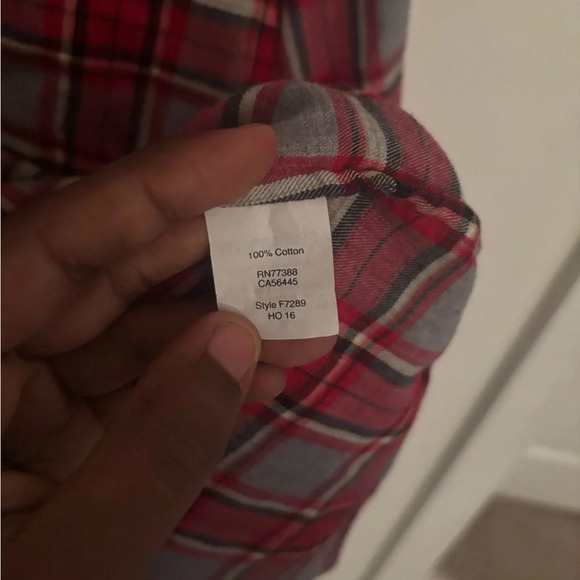 100% Cotton
RN77388
CA56445
Style F7289
HO 16